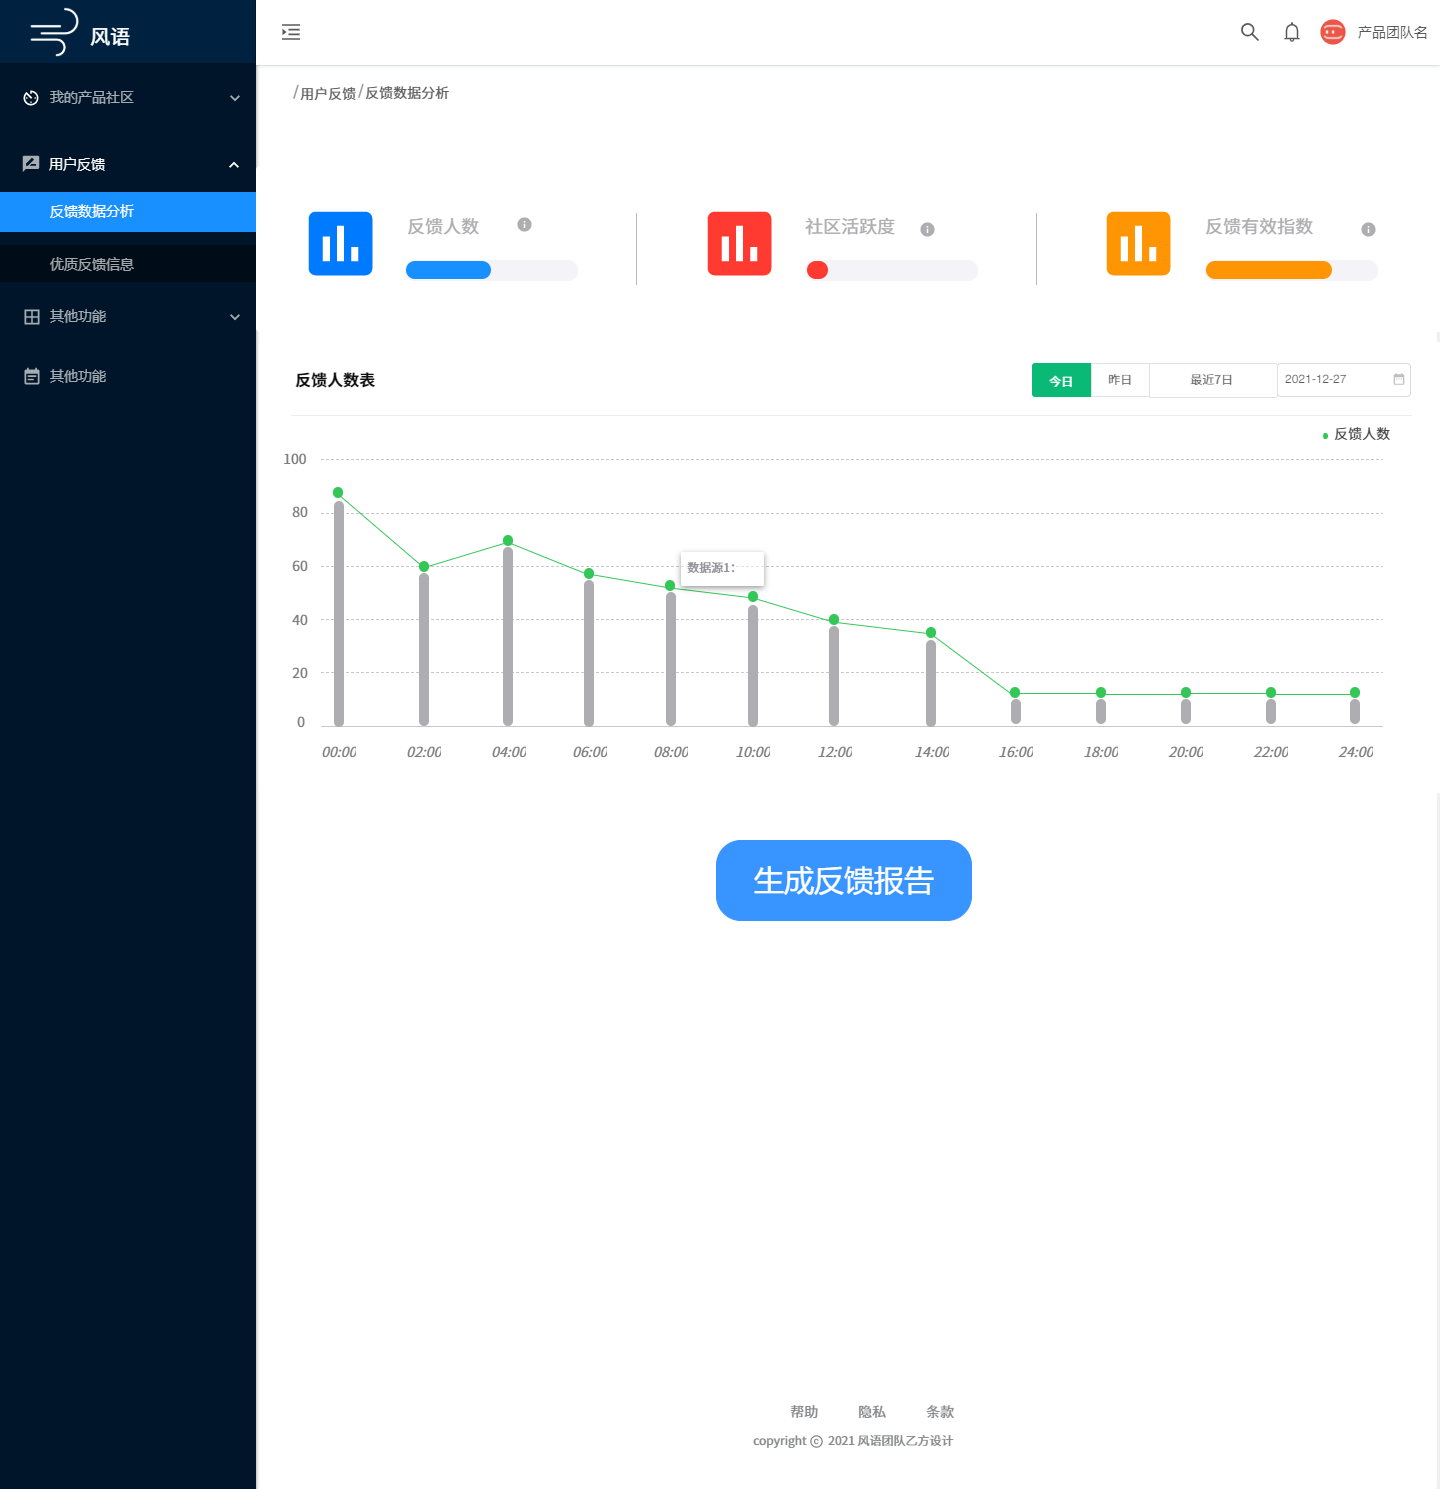 风语
产品团队名
我的产品社区
/用户反馈/反馈数据分析
用户反馈
反馈数据分析
优质反馈信息
其他功能
其他功能
反馈人数
社区活跃度
反馈有效指数
反馈人数表
今日
昨日
最近7日
2021-12-27
反馈人数
100
80
60
40
20
0
数据源1:
00:00 02:00 04:00 06:00 08:00 10:00 12:00 14:00 16:00 18:00 20:00 22:00 24:00
生成反馈报告
帮助 隐私 条款
copyright © 2021 风语团队乙方设计